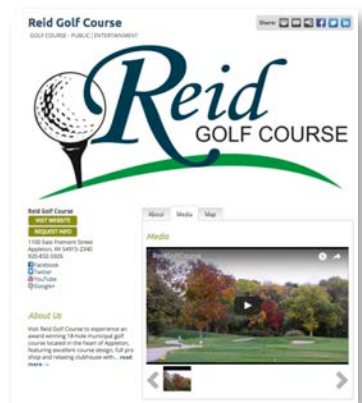 Reid Golf Course
Share:
GOLF COURSE - PUBLIC | ENTERTAINMENT
Reid
GOLF COURSE
Reid Golf Course
VISIT WEBSITE
REQUEST INFO
1100 East Fremont Street
Appleton, WI 54915-2340
920-832-5926
Facebook
Twitter
YouTube
Google+
About Us
Visit Reid Golf Course to experience an
award winning 18-hole municipal golf
course located in the heart of Appleton,
featuring excellent course design, full pro
shop and relaxing clubhouse with... read
more →
About
Media
Map
Media